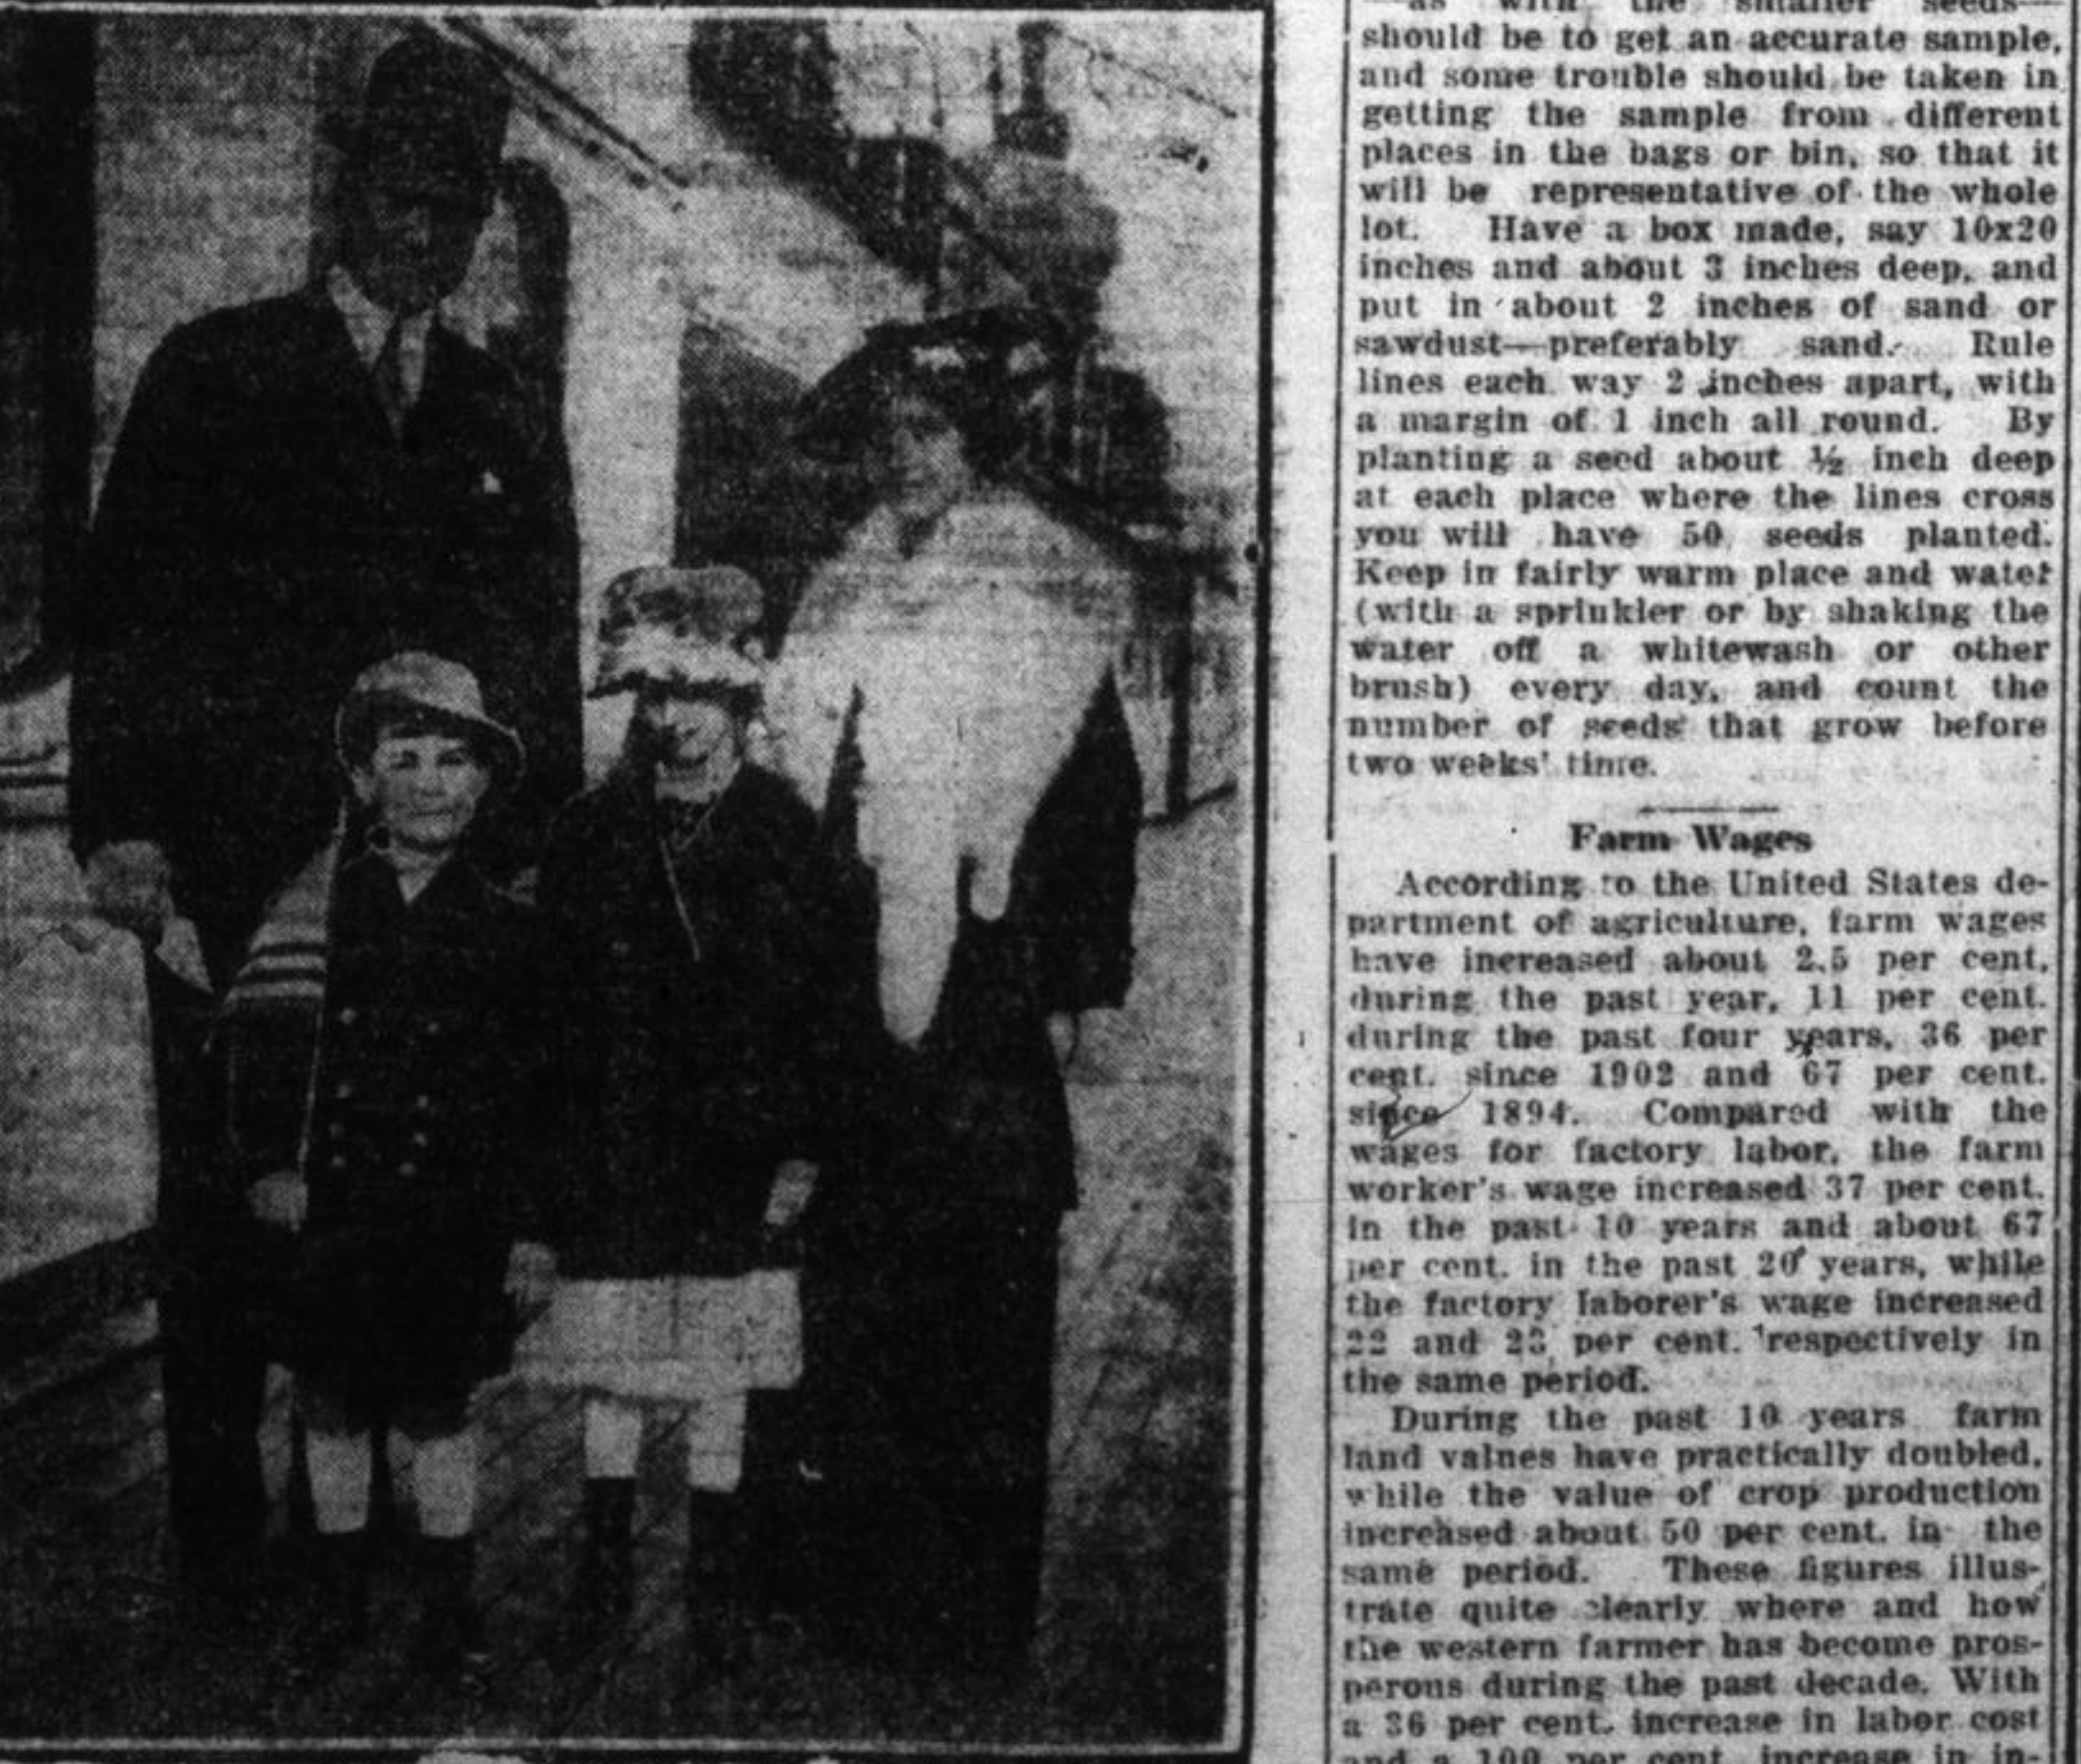 —as with the smaller seeds—
should be to get an accurate sample,
and some trouble should be taken in
getting the sample from different
places in the bags or bin, so that it
will be representative of the whole
lot. Have a box made, say 10x20
inches and about 3 inches deep, and
put in about 2 inches of sand or
sawdust—preferably sand. Rule
lines each way 2 inches apart, with
a margin of 1 inch all round. By
planting a seed about ½ inch deep
at each place where the lines cross
you will have 50 seeds planted.
Keep in fairly warm place and water
(with a sprinkler or by shaking the
water off a whitewash or other
brush) every day, and count the
number of seeds that grow before
two weeks' time.
Farm Wages
According to the United States de-
partment of agriculture, farm wages
have increased about 2.5 per cent.
during the past year, 11 per cent.
during the past four years, 36 per
cent. since 1902 and 67 per cent.
since 1894. Compared with the
wages for factory labor, the farm
worker's wage increased 37 per cent.
in the past 10 years and about 67
per cent. in the past 20 years, while
the factory laborer's wage increased
22 and 23 per cent. respectively in
the same period.
During the past 10 years farm
land values have practically doubled,
while the value of crop production
increased about 50 per cent. in the
same period. These figures illus-
trate quite clearly where and how
the western farmer has become pros-
perous during the past decade. With
a 36 per cent. increase in labor cost
and a 100 per cent. increase in in-